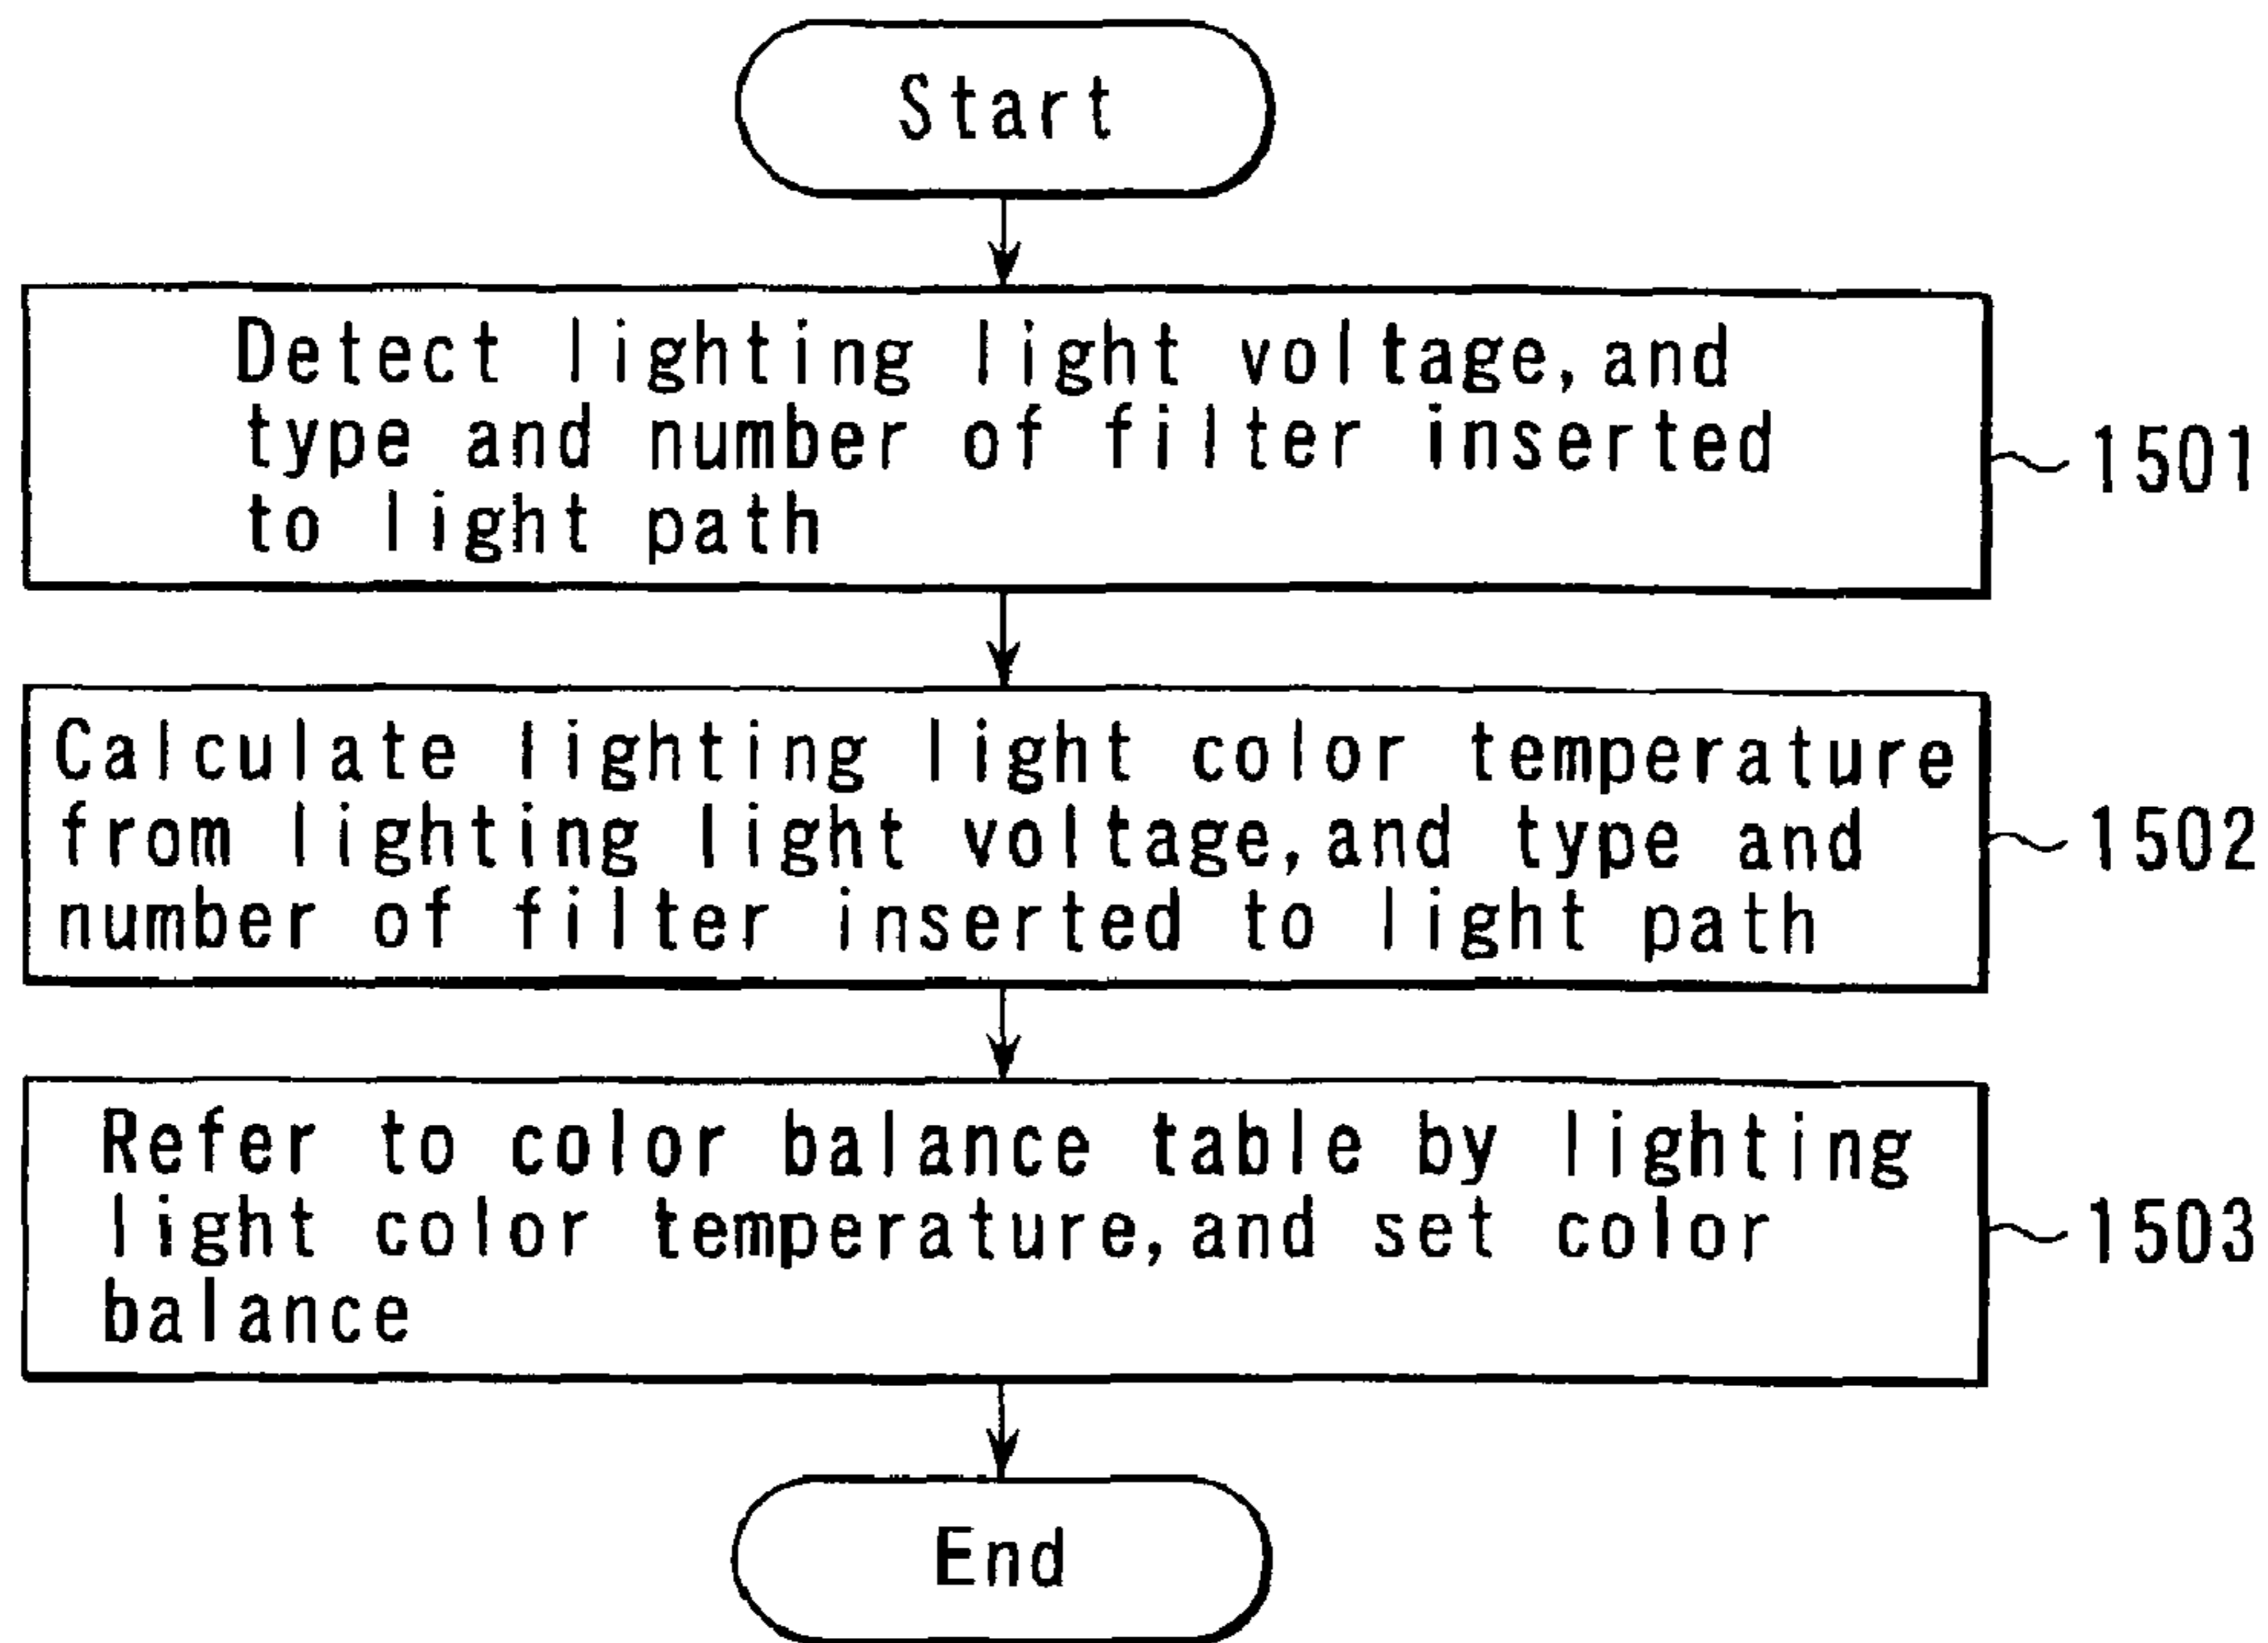 Start
Detect lighting light voltage, and
type and number of filter inserted
to light path
1501
Calculate lighting light color temperature
from lighting light voltage, and type and
number of filter inserted to light path
1502
Refer to color balance table by lighting
light color temperature, and set color
balance
1503
End